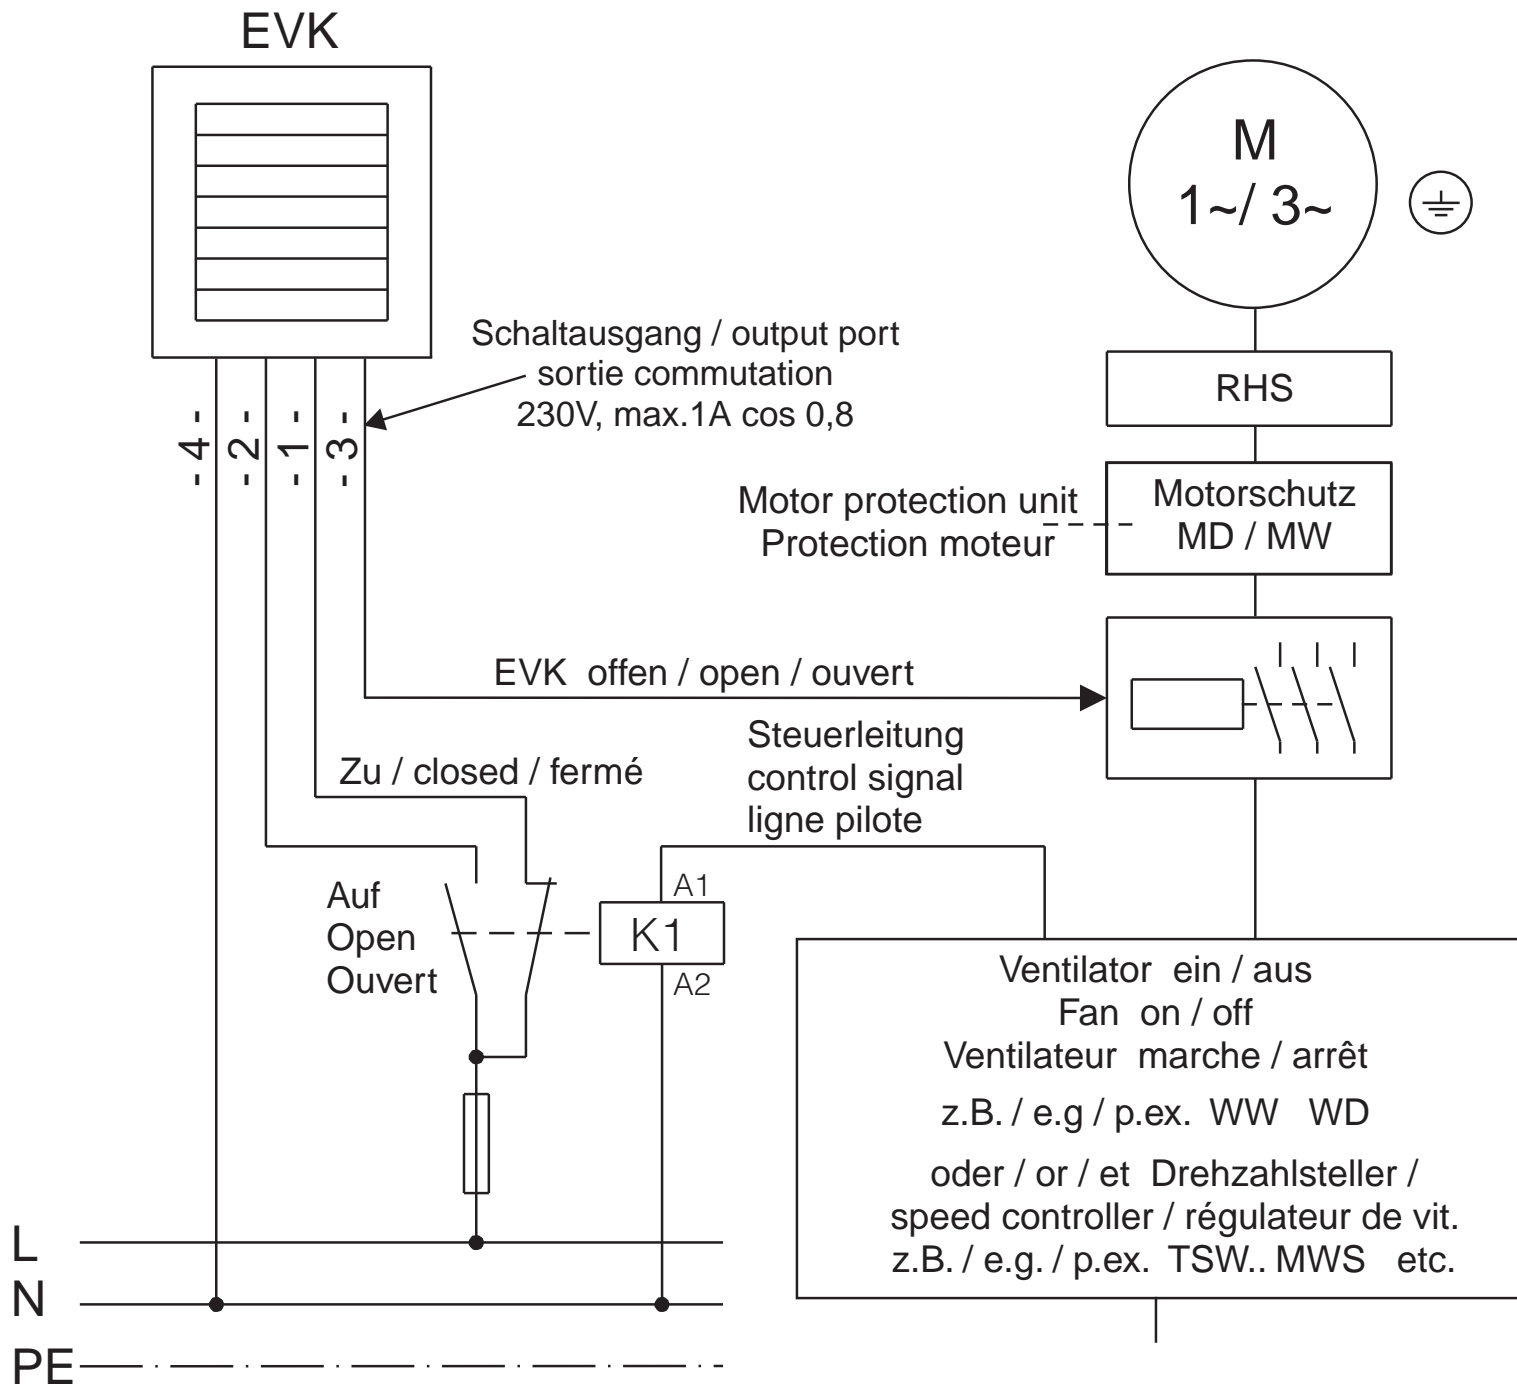 EVK
M
1~/ 3~
Schaltausgang / output port
sortie commutation
230V, max.1A cos 0,8
RHS
- 4 -
- 2 -
- 1 -
- 3 -
Motor protection unit
Protection moteur
Motorschutz
MD / MW
EVK offen / open / ouvert
Steuerleitung
control signal
ligne pilote
Zu / closed / fermé
Auf
Open
Ouvert
A1
K1
A2
Ventilator ein / aus
Fan on / off
Ventilateur marche / arrêt
z.B. / e.g / p.ex. WW WD
oder / or / et Drehzahlsteller /
speed controller / régulateur de vit.
z.B. / e.g. / p.ex. TSW.. MWS etc.
L
N
PE